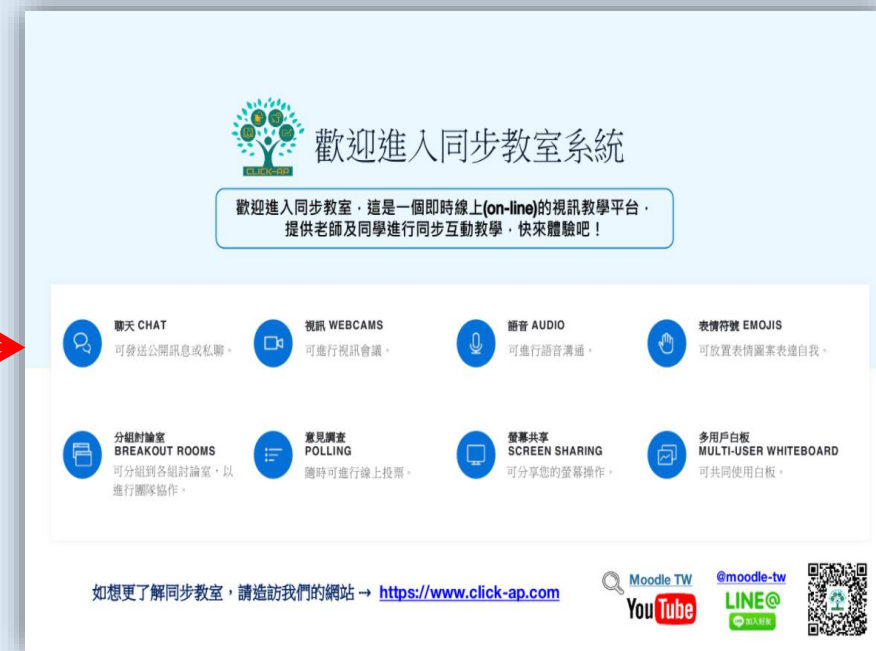 CLICK-AP
歡迎進入同步教室系統
歡迎進入同步教室，這是一個即時線上(on-line)的視訊教學平台，
提供老師及同學進行同步互動教學，快來體驗吧！
聊天 CHAT
可發送公開訊息或私聊。
視訊 WEBCAMS
可進行視訊會議。
語音 AUDIO
可進行語音溝通。
表情符號 EMOJIS
可放置表情圖案表達自我。
分組討論室
BREAKOUT ROOMS
可分組到各組討論室，以
進行團隊協作。
意見調查
POLLING
隨時可進行線上投票。
螢幕共享
SCREEN SHARING
可分享您的螢幕操作。
多用戶白板
MULTI-USER WHITEBOARD
可共同使用白板。
如想更了解同步教室，請造訪我們的網站→ https://www.click-ap.com
Moodle TW
YouTube
@moodle-tw
LINE@
加入好友